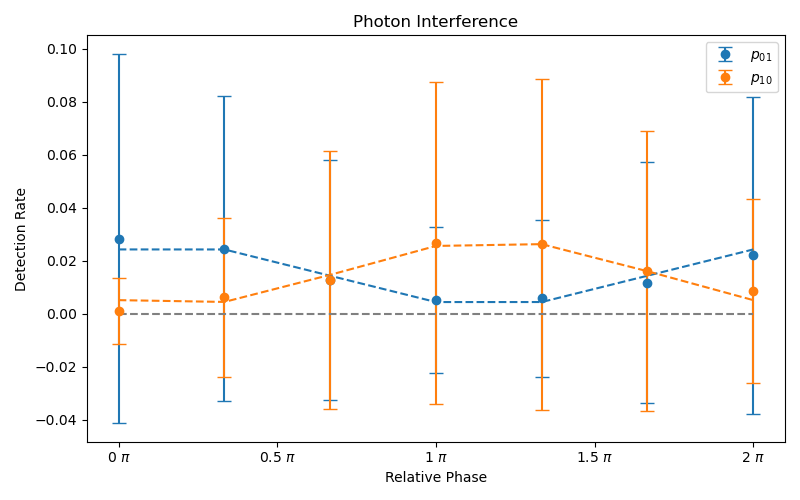 Photon Interference
0.10
0.08
0.06
0.04
0.02
0.00
−0.02
−0.04
Detection Rate
0 π
0.5 π
1 π
1.5 π
2 π
Relative Phase
p01
p10